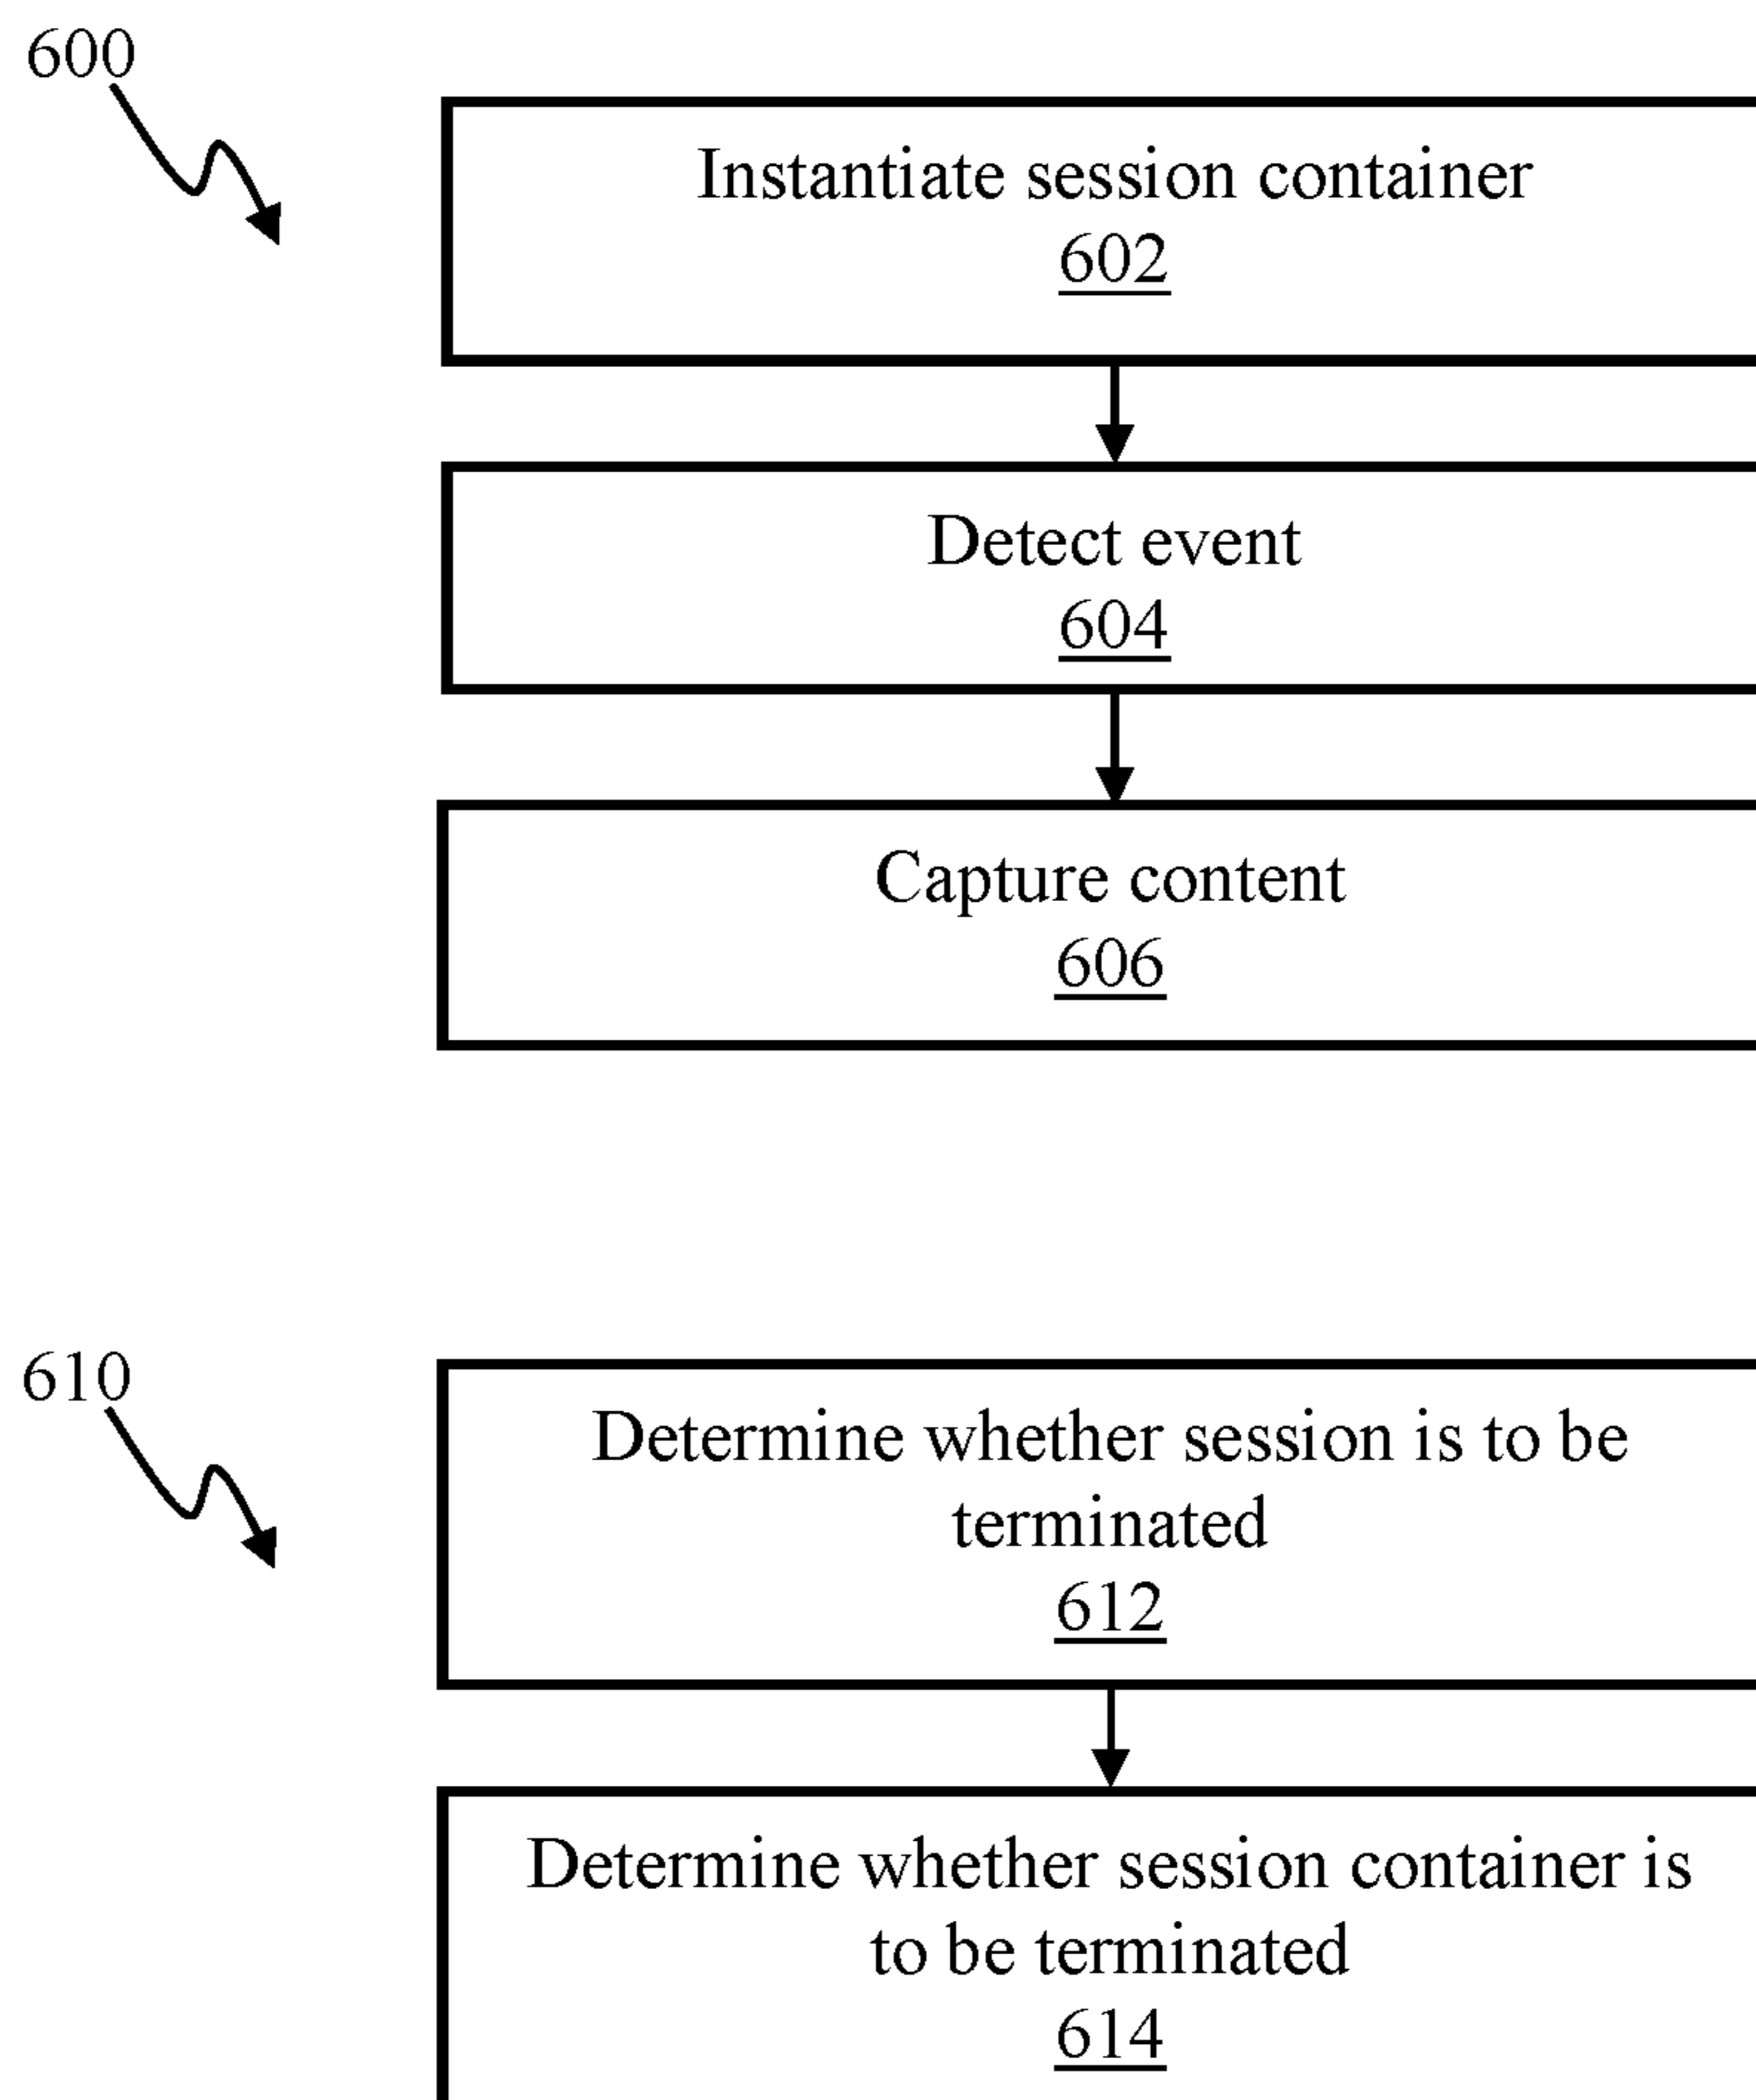 600
Instantiate session container
602
Detect event
604
Capture content
606
610
Determine whether session is to be
terminated
612
Determine whether session container is
to be terminated
614